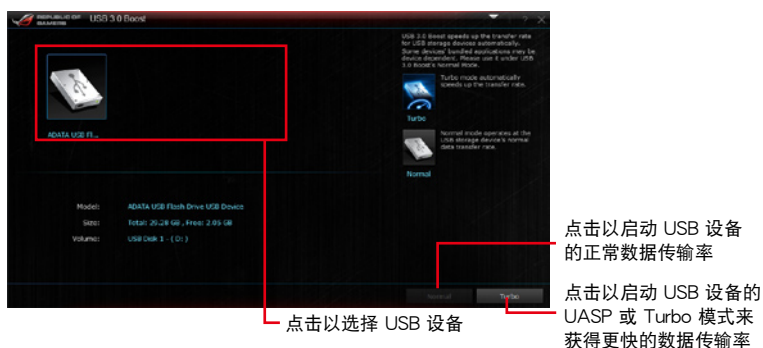 REPUBLIC OF
GAMERS
USB 3.0 Boost
USB 3.0 Boost speeds up the transfer rate
for USB storage devices automatically.
Some devices' bundled applications may be
device dependent. Please use it under USB
3.0 Boost's Normal Mode.
Turbo mode automatically
speeds up the transfer rate.
Turbo
Normal mode operates at the
USB storage device's normal
data transfer rate.
Normal
ADATA USB Fl...
Model: ADATA USB Flash Drive USB Device
Size: Total: 29.28 GB , Free: 2.05 GB
Volume: USB Disk 1 - ( D: )
Normal
Turbo
点击以选择 USB 设备
点击以启动 USB 设备
的正常数据传输率
点击以启动 USB 设备的
UASP 或 Turbo 模式来
获得更快的数据传输率